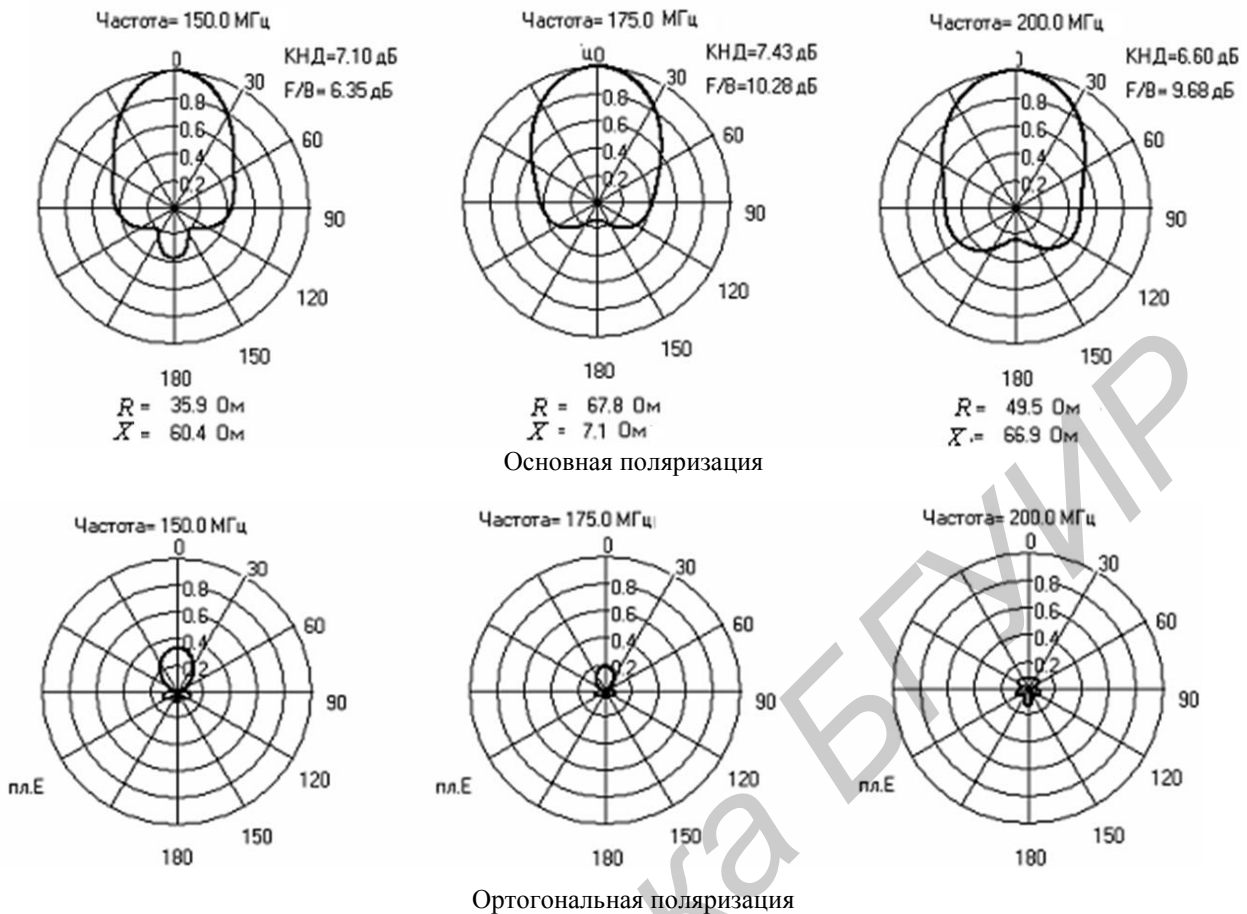 Частота= 150.0 МГц
КНД=7.10 дБ
F/B= 6.35 дБ
0
30
60
90
120
150
180
0.8
0.6
0.4
0.2
R = 35.9 Ом
X = 60.4 Ом
Частота= 175.0 МГц
КНД=7.43 дБ
F/B=10.28 дБ
ц0
30
60
90
120
150
180
0.8
0.6
0.4
0.2
R = 67.8 Ом
X = 7.1 Ом
Частота= 200.0 МГц
КНД=6.60 дБ
F/B= 9.68 дБ
0
30
60
90
120
150
180
0.8
0.6
0.4
0.2
R = 49.5 Ом
X = 66.9 Ом
Основная поляризация
Частота= 150.0 МГц
0
30
60
90
120
150
180
0.8
0.6
0.4
0.2
пл.Е
Частота= 175.0 МГц
0
30
60
90
120
150
180
0.8
0.6
0.4
0.2
Частота= 200.0 МГц
0
30
60
90
120
150
180
0.8
0.6
0.4
0.2
пл.Е
Ортогональная поляризация
ка БГУИР